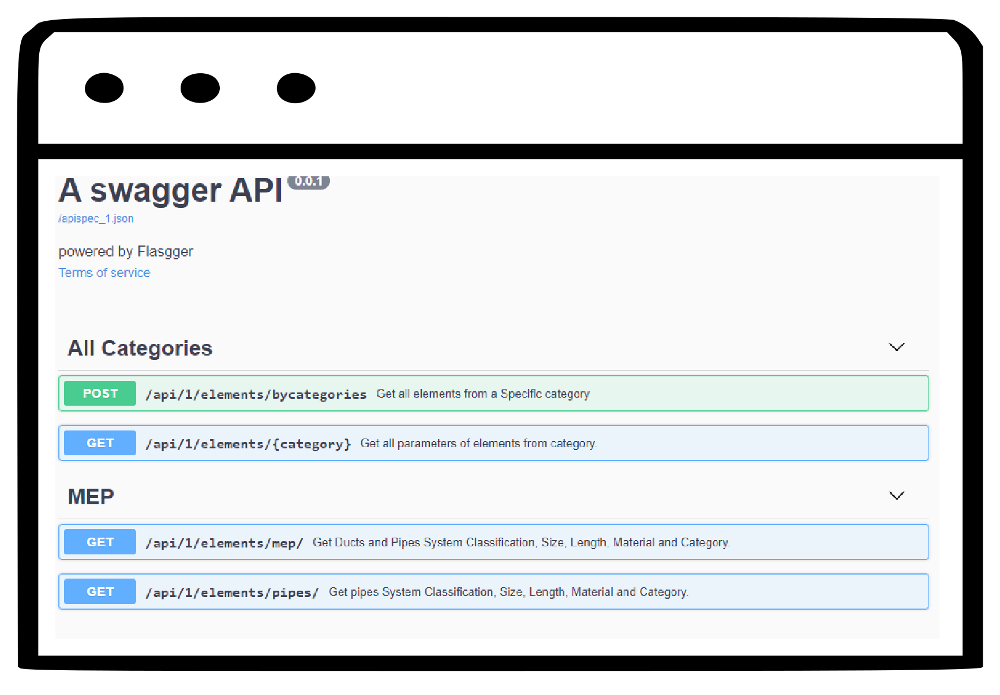 A swagger API 0.0.1
/apispec_1.json
powered by Flasgger
Terms of service
All Categories
POST /api/1/elements/bycategories Get all elements from a Specific category
GET /api/1/elements/{category} Get all parameters of elements from category.
MEP
GET /api/1/elements/mep/ Get Ducts and Pipes System Classification, Size, Length, Material and Category.
GET /api/1/elements/pipes/ Get pipes System Classification, Size, Length, Material and Category.